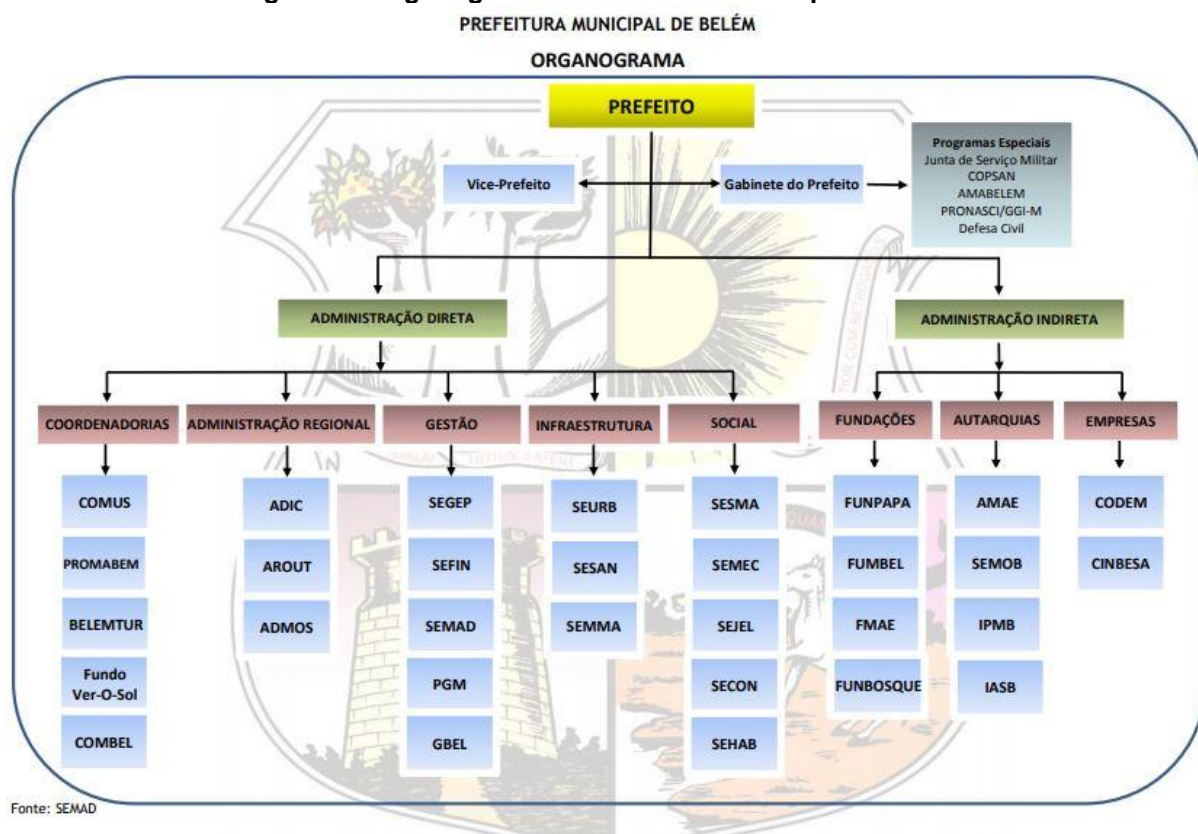 PREFEITURA MUNICIPAL DE BELÉM
ORGANOGRAMA
PREFEITO
Programas Especiais
Junta de Serviço Militar
COPSAN
AMABELEM
PRONASCI/GGI-M
Defesa Civil
Vice-Prefeito
Gabinete do Prefeito
ADMINISTRAÇÃO DIRETA
ADMINISTRAÇÃO INDIRETA
COORDENADORIAS
ADMINISTRAÇÃO REGIONAL
GESTÃO
INFRAESTRUTURA
SOCIAL
FUNDAÇÕES
AUTARQUIAS
EMPRESAS
COMUS
PROMABEM
BELEMTUR
Fundo
Ver-O-Sol
COMBEL
ADIC
AROUT
ADMOS
SEGEP
SEFIN
SEMAD
PGM
GBEL
SEURB
SESAN
SEMMA
SESMA
SEMEC
SEJEL
SECON
SEHAB
FUNPAPA
FUMBEL
FMAE
FUNBOSQUE
AMAE
SEMOB
IPMB
IASB
CODEM
CINBESA
Fonte: SEMAD